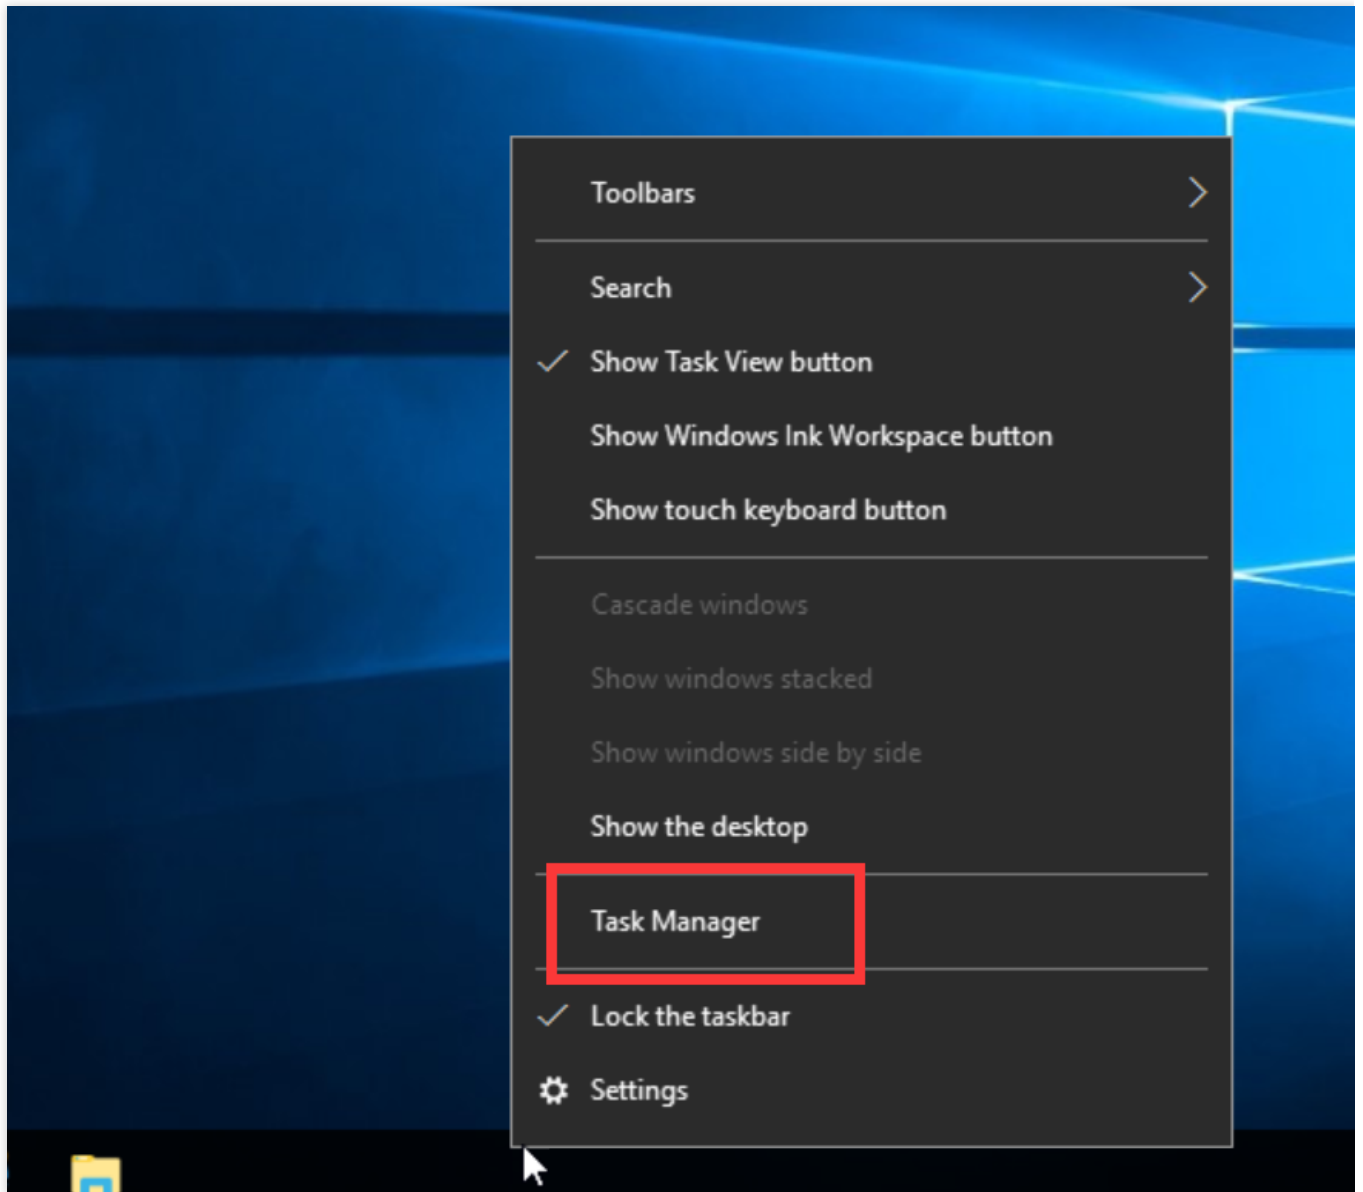 Toolbars
Search
Show Task View button
Show Windows Ink Workspace button
Show touch keyboard button
Cascade windows
Show windows stacked
Show windows side by side
Show the desktop
Task Manager
Lock the taskbar
Settings